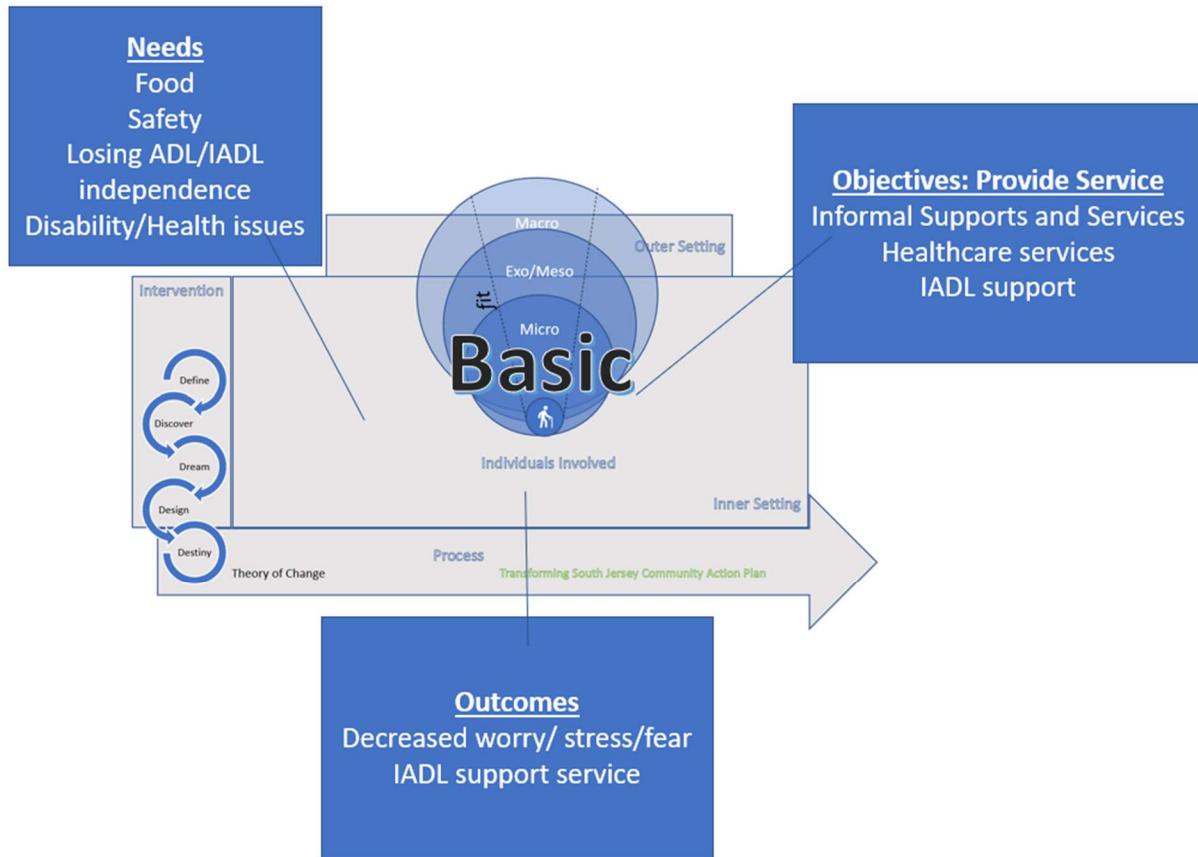 Needs
Food
Safety
Losing ADL/IADL
independence
Disability/Health issues
Objectives: Provide Service
Informal Supports and Services
Healthcare services
IADL support
Macro
Outer Setting
Exo/Meso
fit
Micro
Basic
Intervention
Define
Discover
Dream
Design
Destiny
Individuals Involved
Inner Setting
Process
Theory of Change
Transforming South Jersey Community Action Plan
Outcomes
Decreased worry/ stress/fear
IADL support service